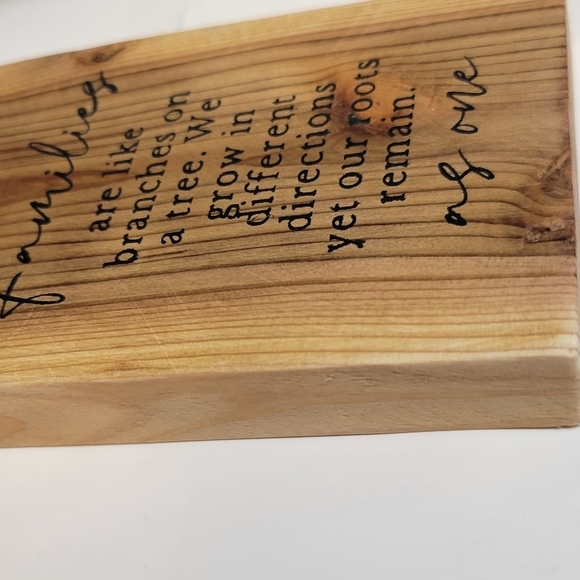 families
are like
branches on
a tree. We
grow in
different
directions
yet our roots
remain.
as one